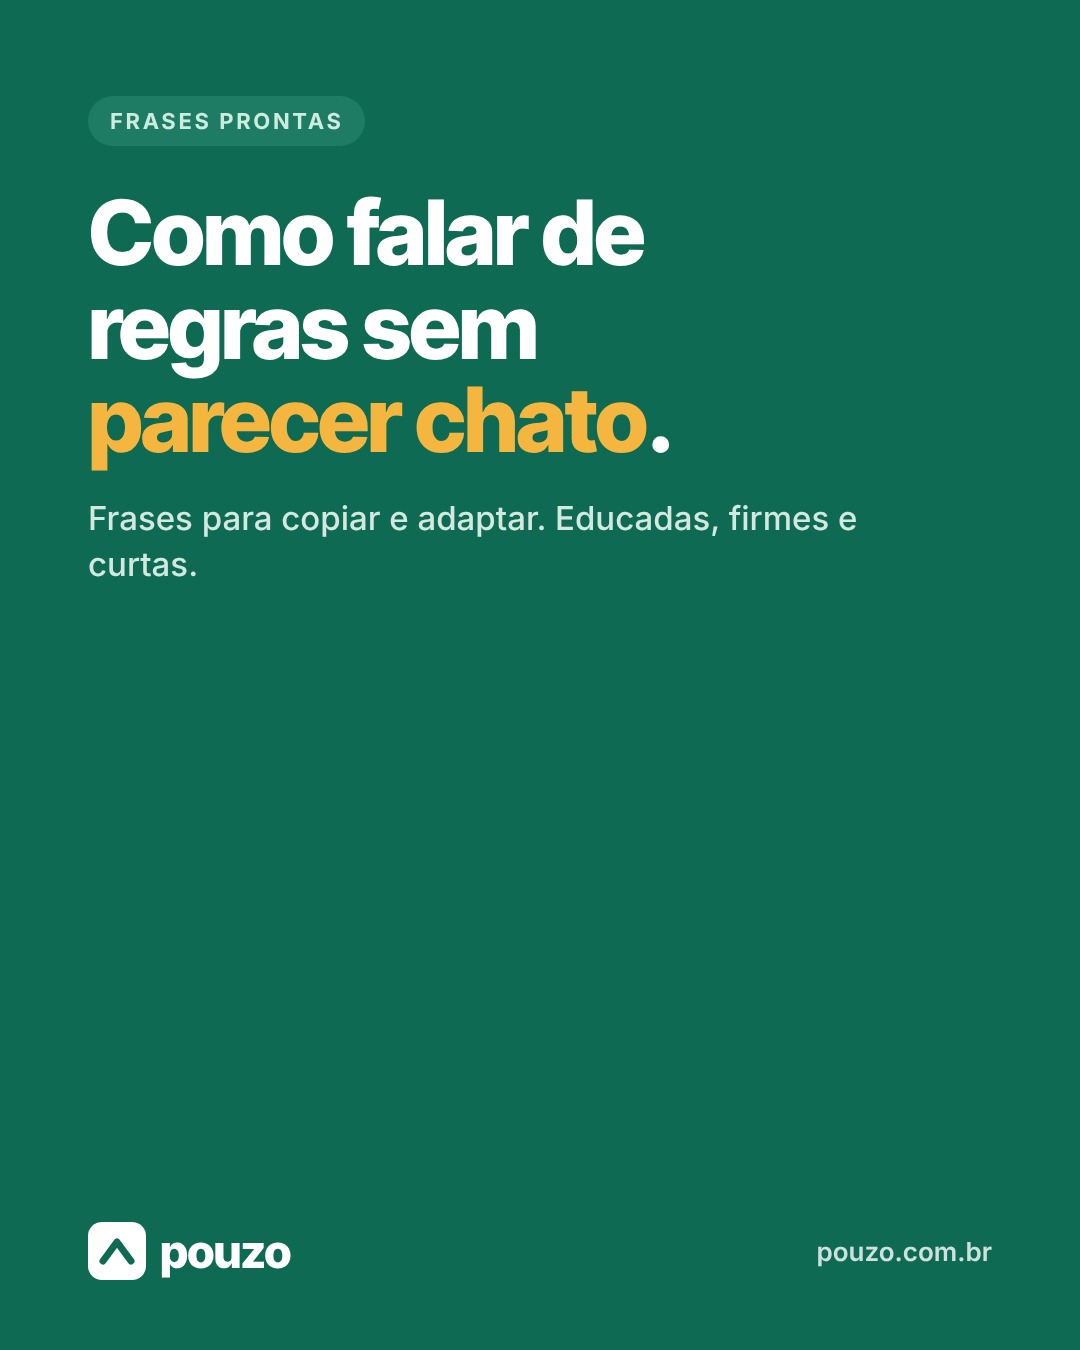 FRASES PRONTAS
Como falar de
regras sem
parecer chato.
Frases para copiar e adaptar. Educadas, firmes e
curtas.
pouzo
pouzo.com.br